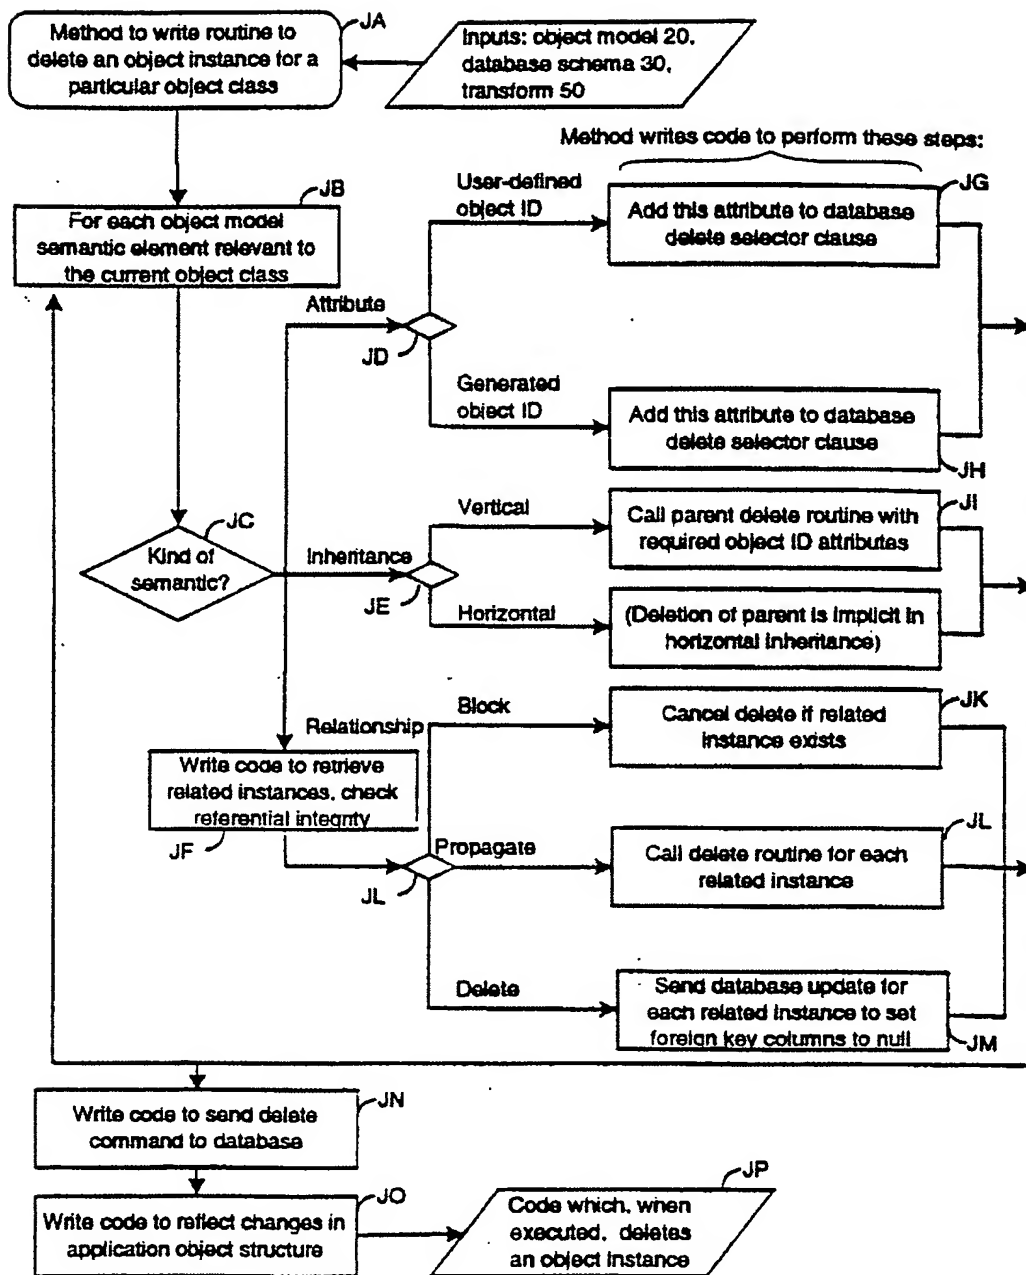 JA
Method to write routine to
delete an object instance for a
particular object class
Inputs: object model 20,
database schema 30,
transform 50
Method writes code to perform these steps:
JB
For each object model
semantic element relevant to
the current object class
User-defined
object ID
JG
Add this attribute to database
delete selector clause
Attribute
JD
Generated
object ID
Add this attribute to database
delete selector clause
JH
JC
Kind of
semantic?
Inheritance
JE
Vertical
JI
Call parent delete routine with
required object ID attributes
Horizontal
(Deletion of parent is implicit in
horizontal inheritance)
Relationship
Write code to retrieve
related instances, check
referential integrity
JF
Block
JK
Cancel delete if related
instance exists
Propagate
JL
JL
Call delete routine for each
related instance
Delete
Send database update for
each related instance to set
foreign key columns to null
JM
JN
Write code to send delete
command to database
JO
Write code to reflect changes in
application object structure
JP
Code which, when
executed, deletes
an object instance